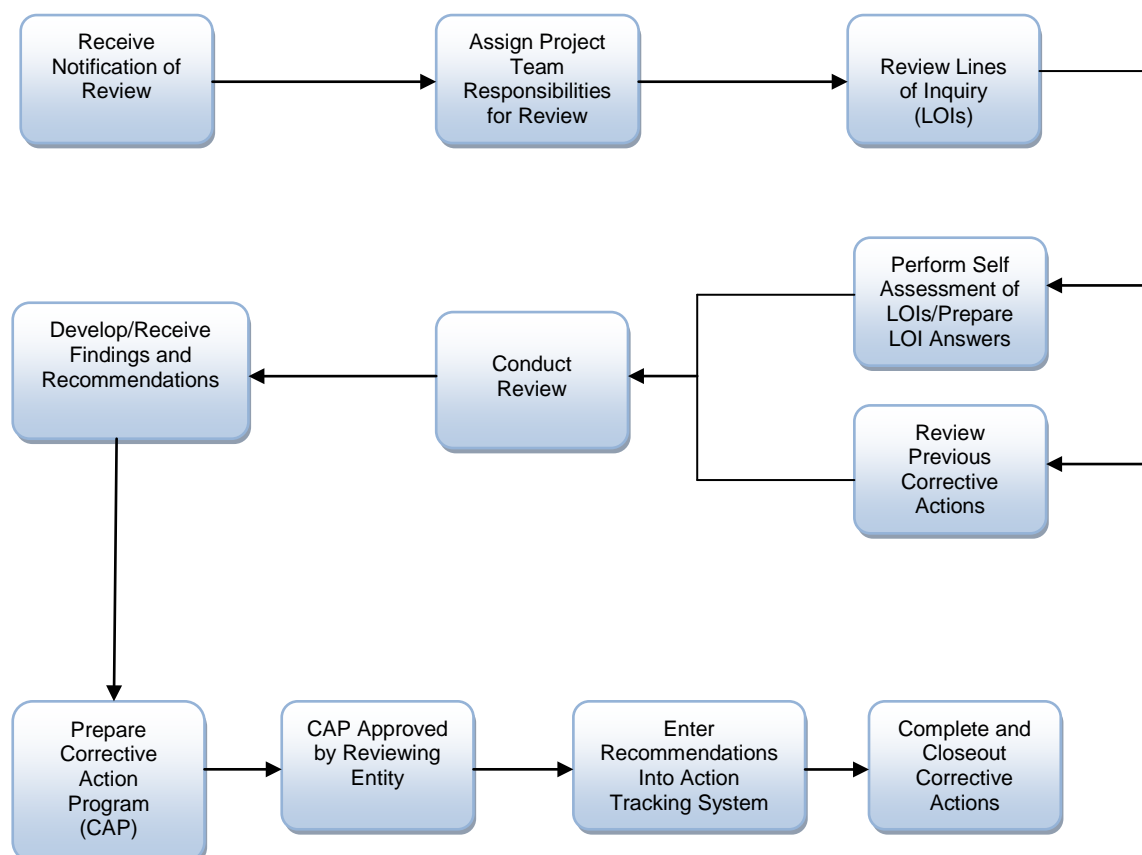 Receive
Notification of
Review
Assign Project
Team
Responsibilities
for Review
Review Lines
of Inquiry
(LOIs)
Perform Self
Assessment of
LOIs/Prepare
LOI Answers
Review
Previous
Corrective
Actions
Conduct
Review
Develop/Receive
Findings and
Recommendations
Prepare
Corrective
Action
Program
(CAP)
CAP Approved
by Reviewing
Entity
Enter
Recommendations
Into Action
Tracking System
Complete and
Closeout
Corrective
Actions